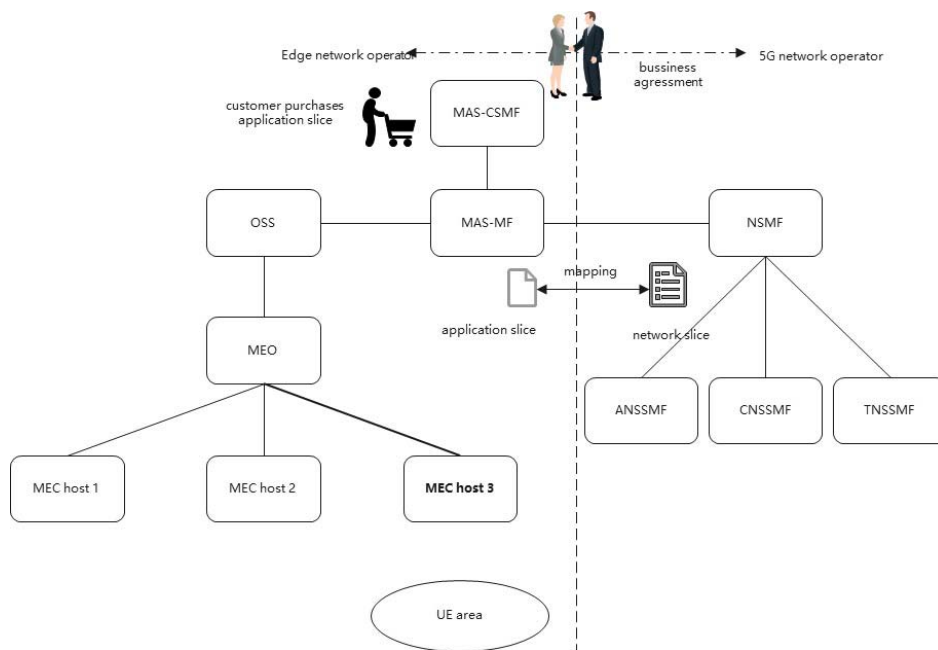 Edge network operator
5G network operator
bussiness
agressment
customer purchases
application slice
MAS-CSMF
OSS
MAS-MF
NSMF
mapping
application slice
network slice
MEO
ANSSMF
CNSSMF
TNSSMF
MEC host 1
MEC host 2
MEC host 3
UE area